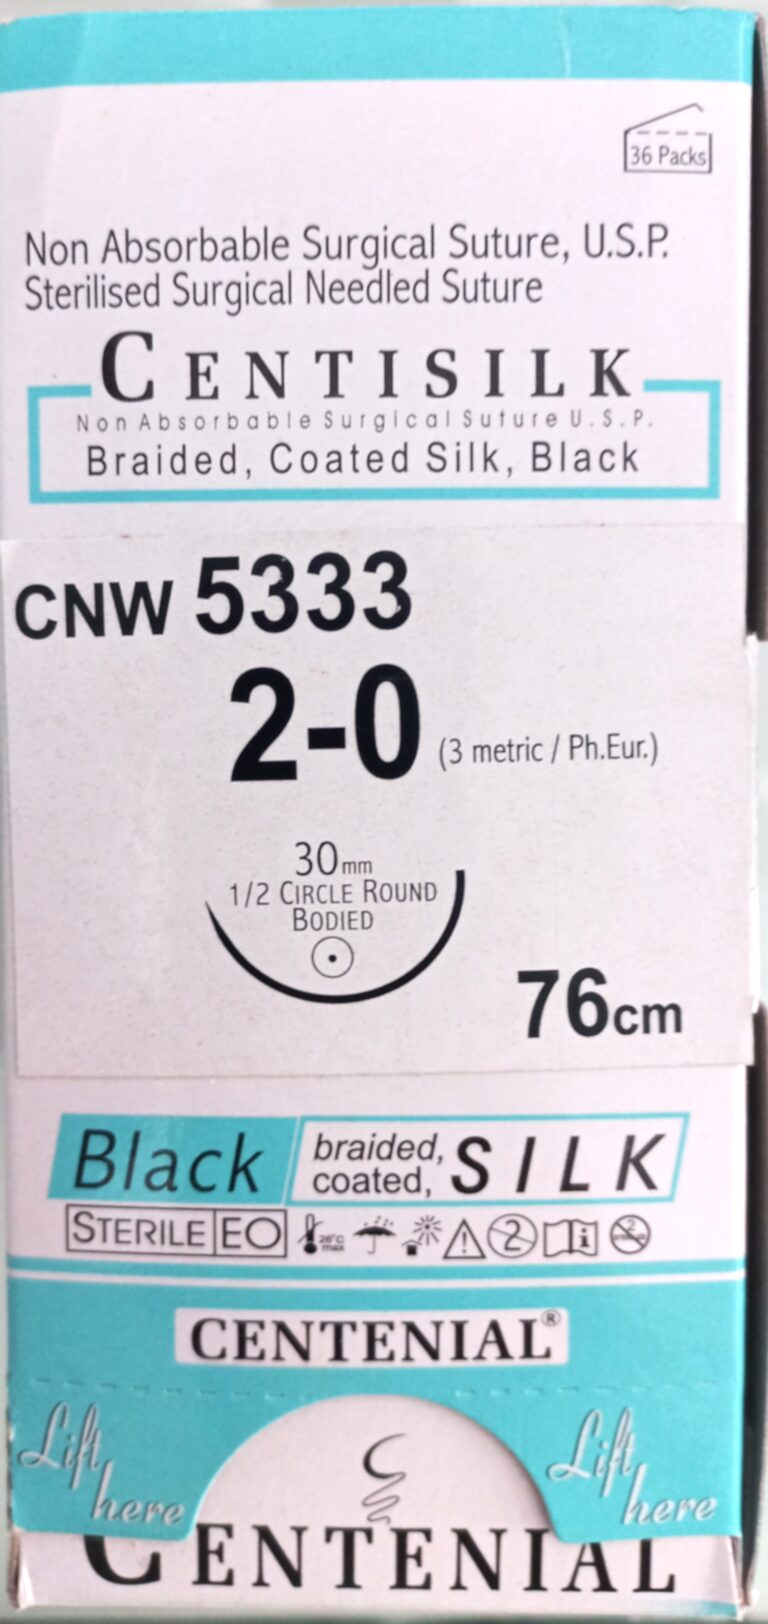 36 Packs
Non Absorbable Surgical Suture, U.S.P.
Sterilised Surgical Needled Suture
CENTISILK
Non Absorbable Surgical Suture U.S.P.
Braided, Coated Silk, Black
CNW 5333
2-0 (3 metric / Ph.Eur.)
30mm
1/2 CIRCLE ROUND
BODIED
76cm
Black braided, coated, SILK
STERILE EO 2
CENTENIAL®
Lift here Lift here
CENTENIAL